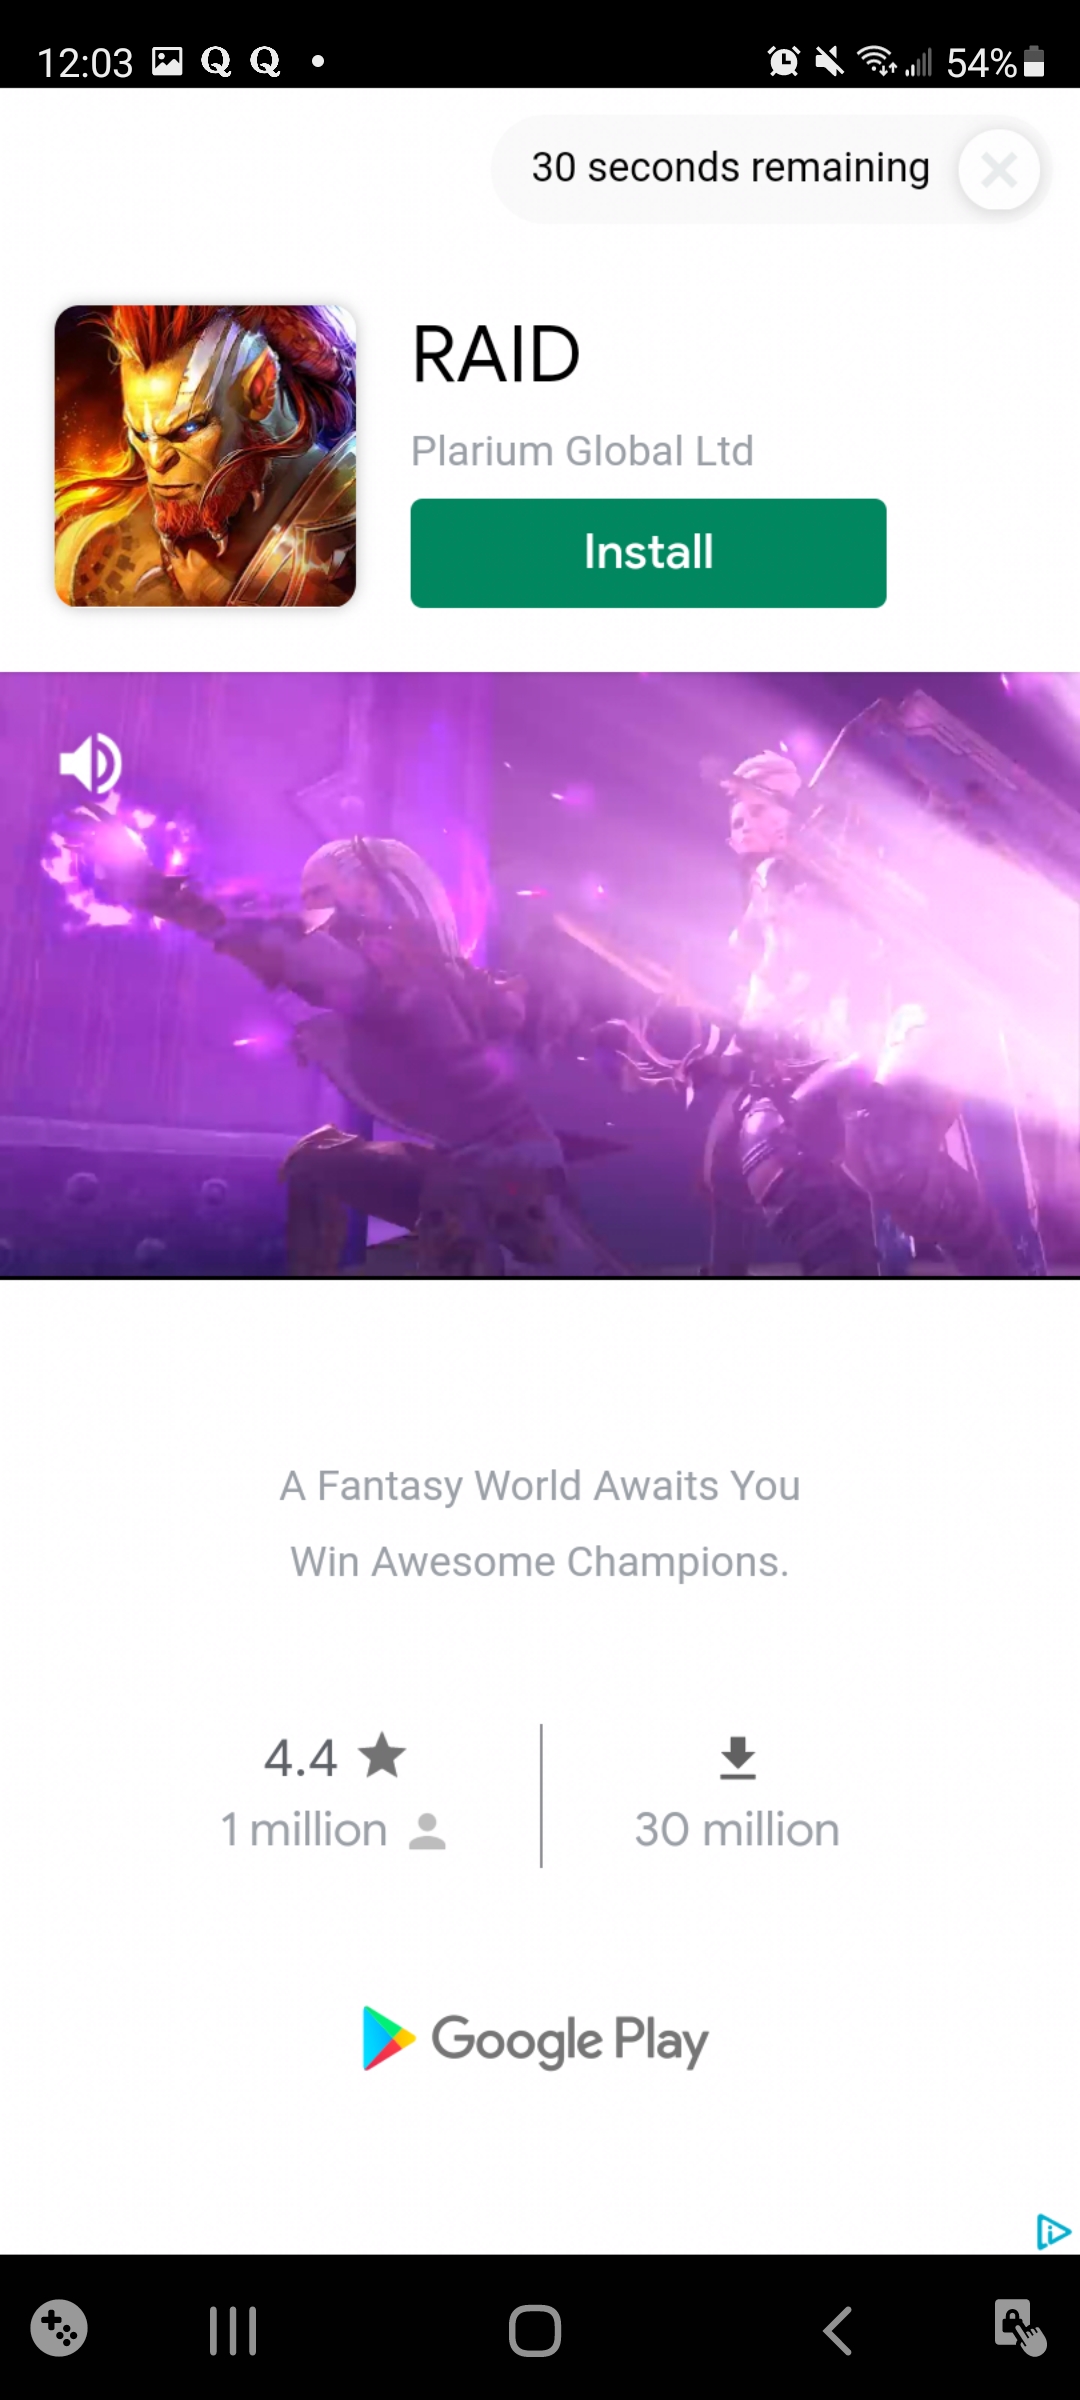 12:03
54%
30 seconds remaining
RAID
Plarium Global Ltd
Install
A Fantasy World Awaits You
Win Awesome Champions.
4.4
1 million
30 million
Google Play